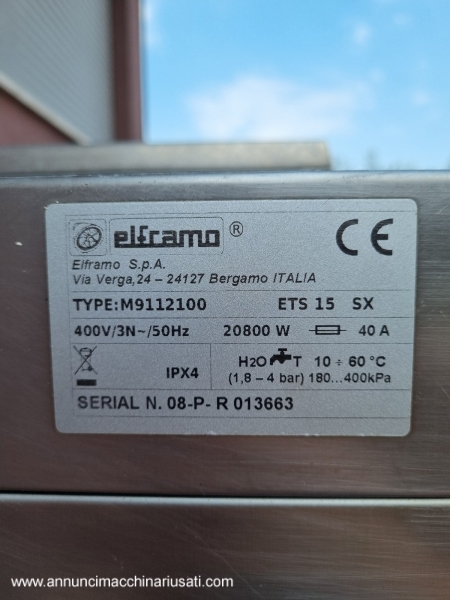 elframo ®
CE
Elframo S.p.A.
Via Verga,24 – 24127 Bergamo ITALIA
TYPE:M9112100 ETS 15 SX
400V/3N~/50Hz 20800 W 40 A
IPX4 H2O T 10 ÷ 60 °C
(1,8 – 4 bar) 180...400kPa
SERIAL N. 08-P- R 013663
www.annuncimacchinariusati.com